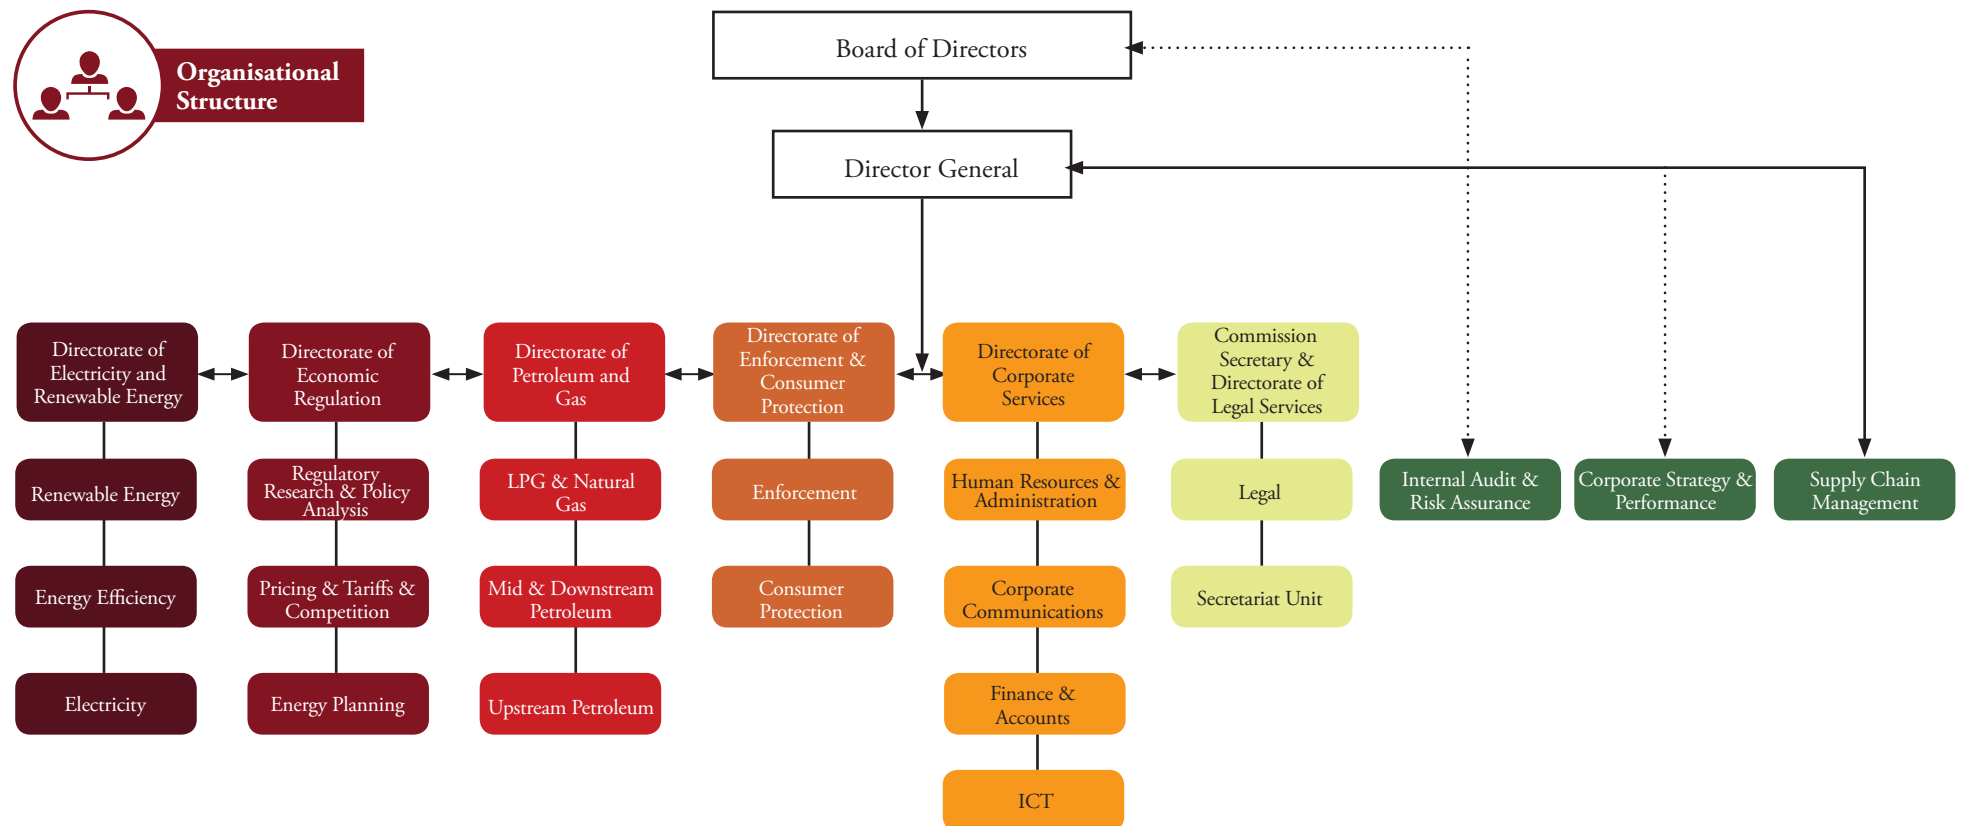 Organisational
Structure
Board of Directors
Director General
Directorate of
Electricity and
Renewable Energy
Directorate of
Economic
Regulation
Directorate of
Petroleum and
Gas
Directorate of
Enforcement &
Consumer
Protection
Directorate of
Corporate
Services
Commission
Secretary &
Directorate of
Legal Services
Renewable Energy
Regulatory
Research & Policy
Analysis
LPG & Natural
Gas
Enforcement
Human Resources &
Administration
Legal
Internal Audit &
Risk Assurance
Corporate Strategy &
Performance
Supply Chain
Management
Energy Efficiency
Pricing & Tariffs &
Competition
Mid & Downstream
Petroleum
Consumer
Protection
Corporate
Communications
Secretariat Unit
Electricity
Energy Planning
Upstream Petroleum
Finance &
Accounts
ICT